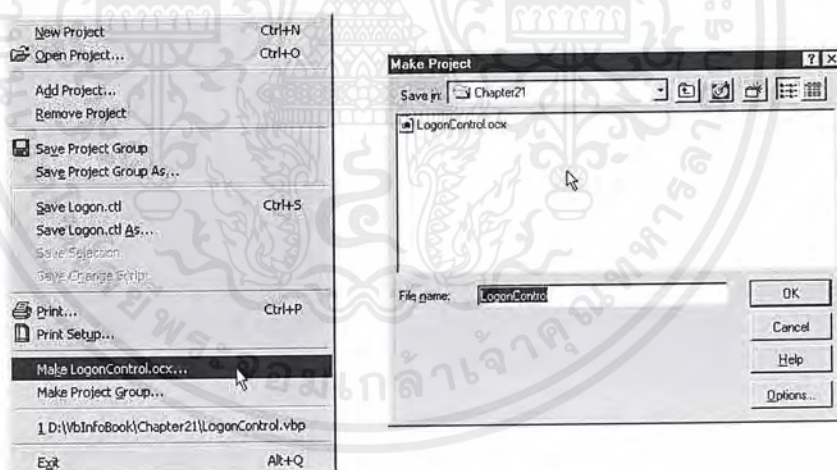 New Project Ctrl+N
Open Project... Ctrl+O
Add Project...
Remove Project
Save Project Group
Save Project Group As...
Save Logon.ctl Ctrl+S
Save Logon.ctl As...
Save Selection
Save Change Script
Print... Ctrl+P
Print Setup...
Make LogonControl.ocx...
Make Project Group...
1 D:\VbInfoBook\Chapter21\LogonControl.vbp
Exit Alt+Q
Make Project
Save in: Chapter21
LogonControl.ocx
File name: LogonControl
OK
Cancel
Help
Options...